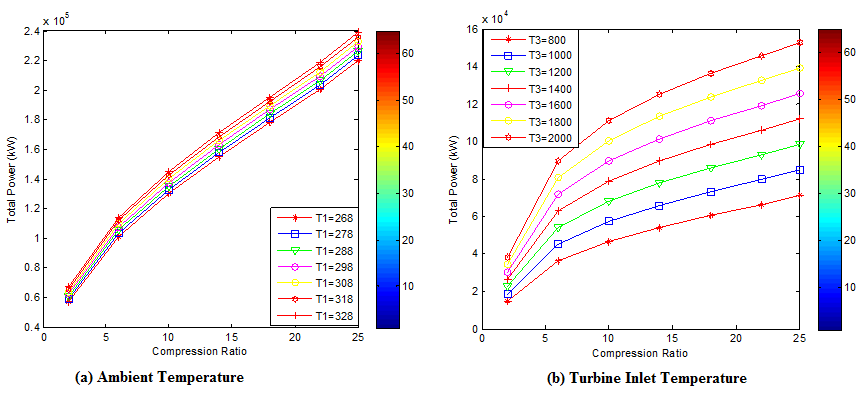 x 10^5
2.4
2.2
2
1.8
1.6
1.4
1.2
1
0.8
0.6
0.4
Total Power (kW)
0 5 10 15 20 25
Compression Ratio
T1=268
T1=278
T1=288
T1=298
T1=308
T1=318
T1=328
60
50
40
30
20
10
(a) Ambient Temperature
x 10^4
16
14
12
10
8
6
4
2
0
Total Power (kW)
0 5 10 15 20 25
Compression Ratio
T3=800
T3=1000
T3=1200
T3=1400
T3=1600
T3=1800
T3=2000
60
50
40
30
20
10
(b) Turbine Inlet Temperature